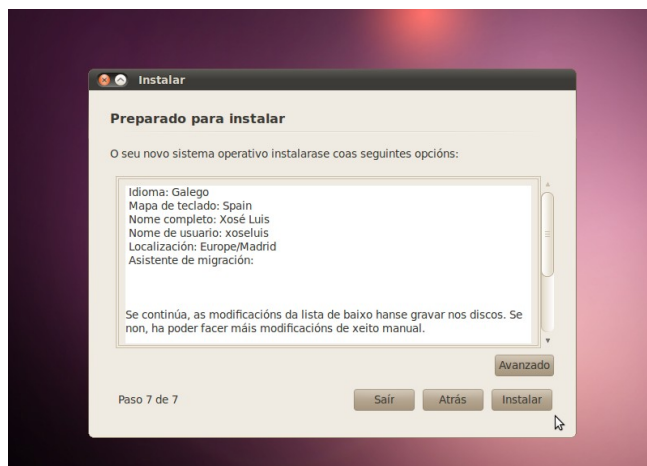 Instalar
Preparado para instalar
O seu novo sistema operativo instalarase coas seguintes opcións:
Idioma: Galego
Mapa de teclado: Spain
Nome completo: Xosé Luis
Nome de usuario: xoseluis
Localización: Europe/Madrid
Asistente de migración:
Se continúa, as modificacións da lista de baixo hanse gravar nos discos. Se
non, ha poder facer máis modificacións de xeito manual.
Avanzado
Paso 7 de 7
Saír
Atrás
Instalar